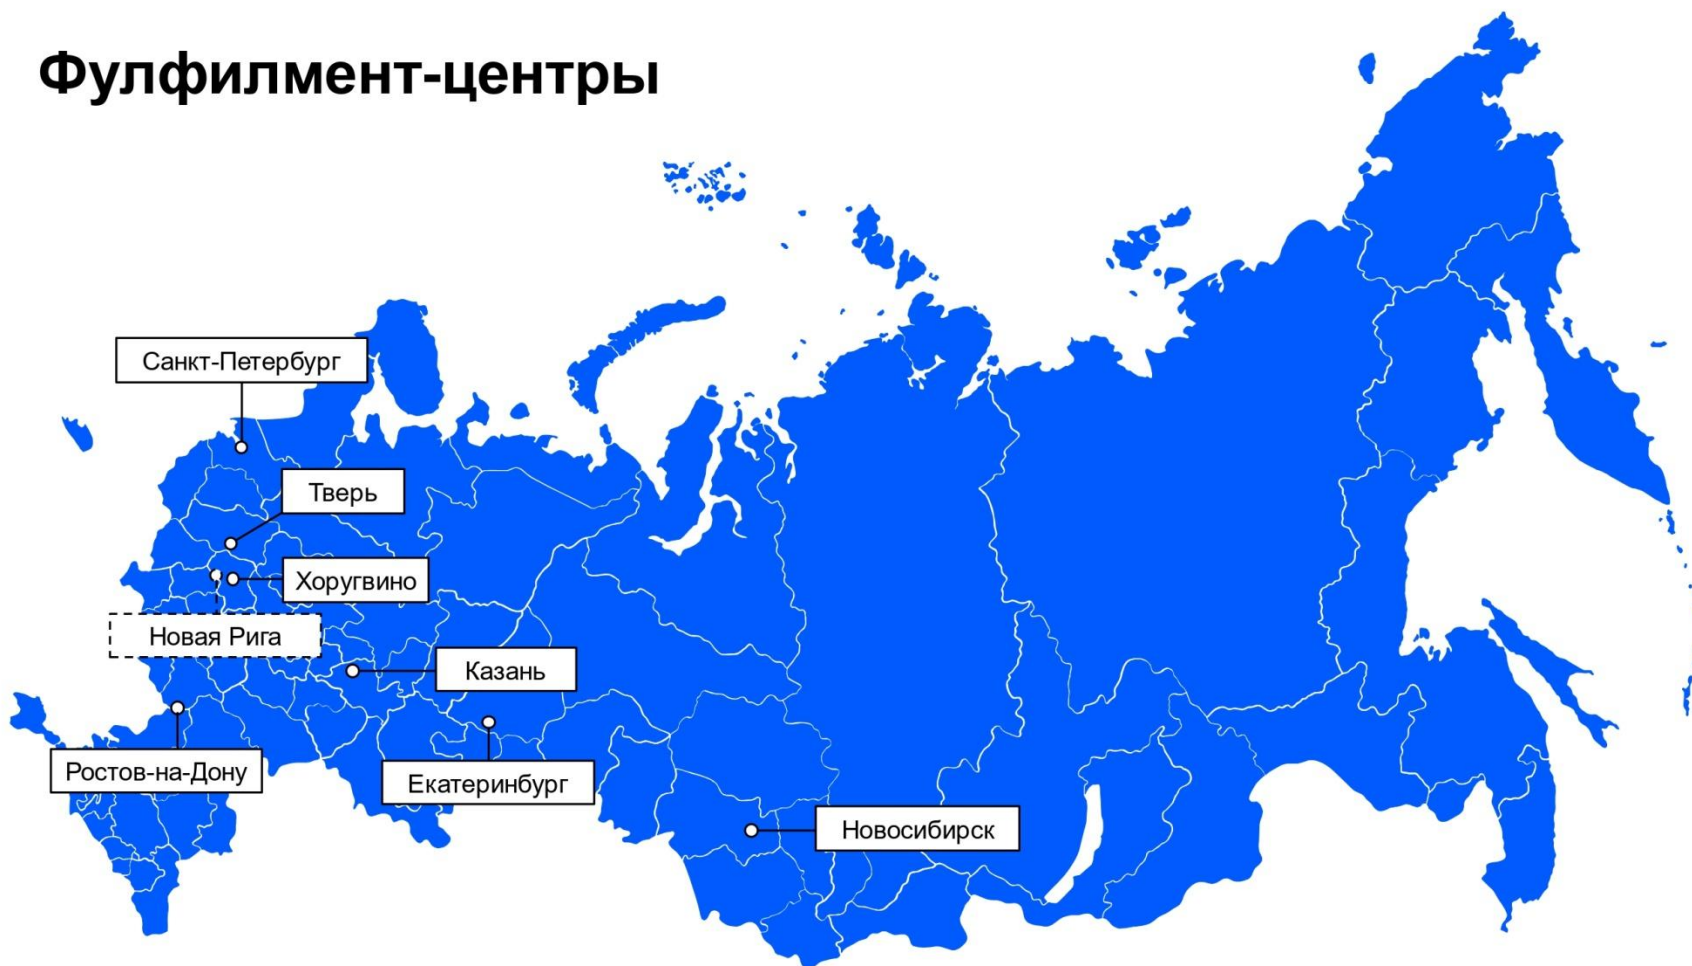 Фулфилмент-центры
Санкт-Петербург
Тверь
Хоругвино
Новая Рига
Казань
Ростов-на-Дону
Екатеринбург
Новосибирск